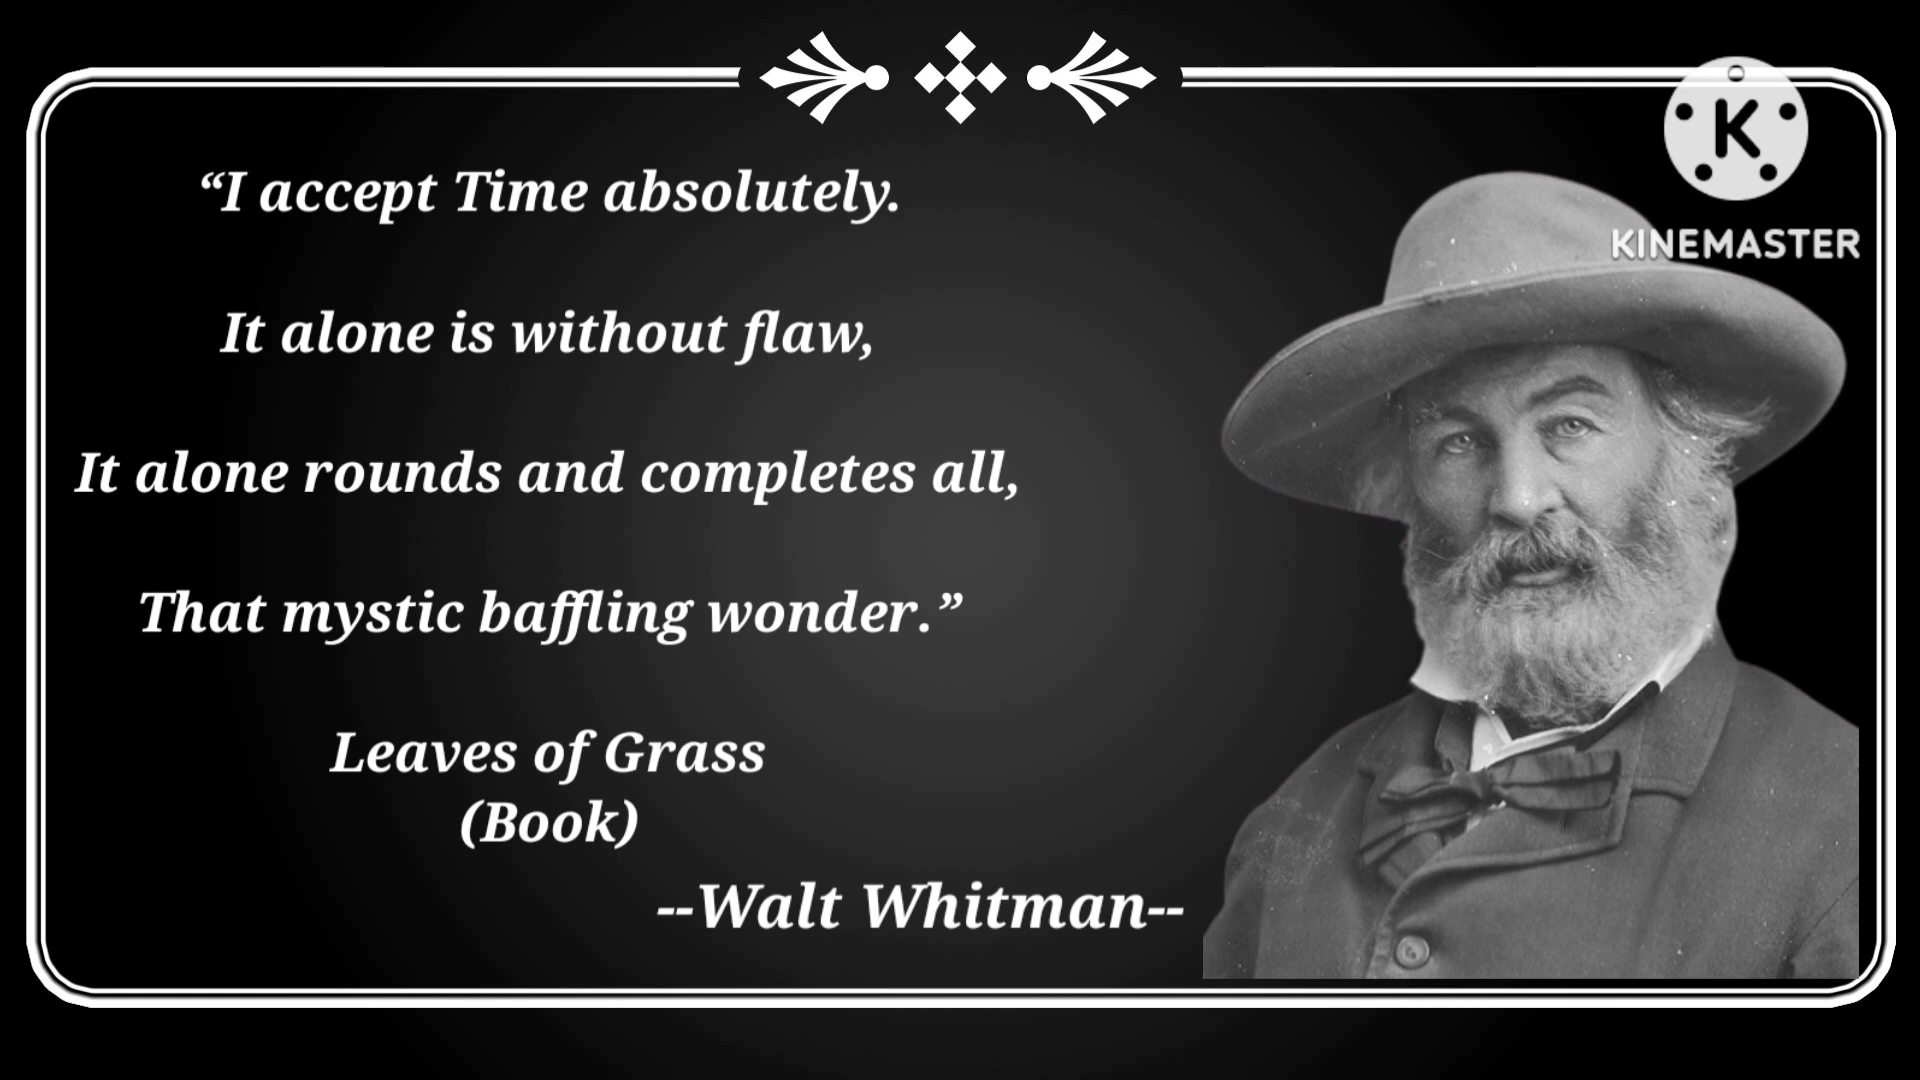 “I accept Time absolutely.
It alone is without flaw,
It alone rounds and completes all,
That mystic baffling wonder.”
Leaves of Grass
(Book)
--Walt Whitman--
K
KINEMASTER